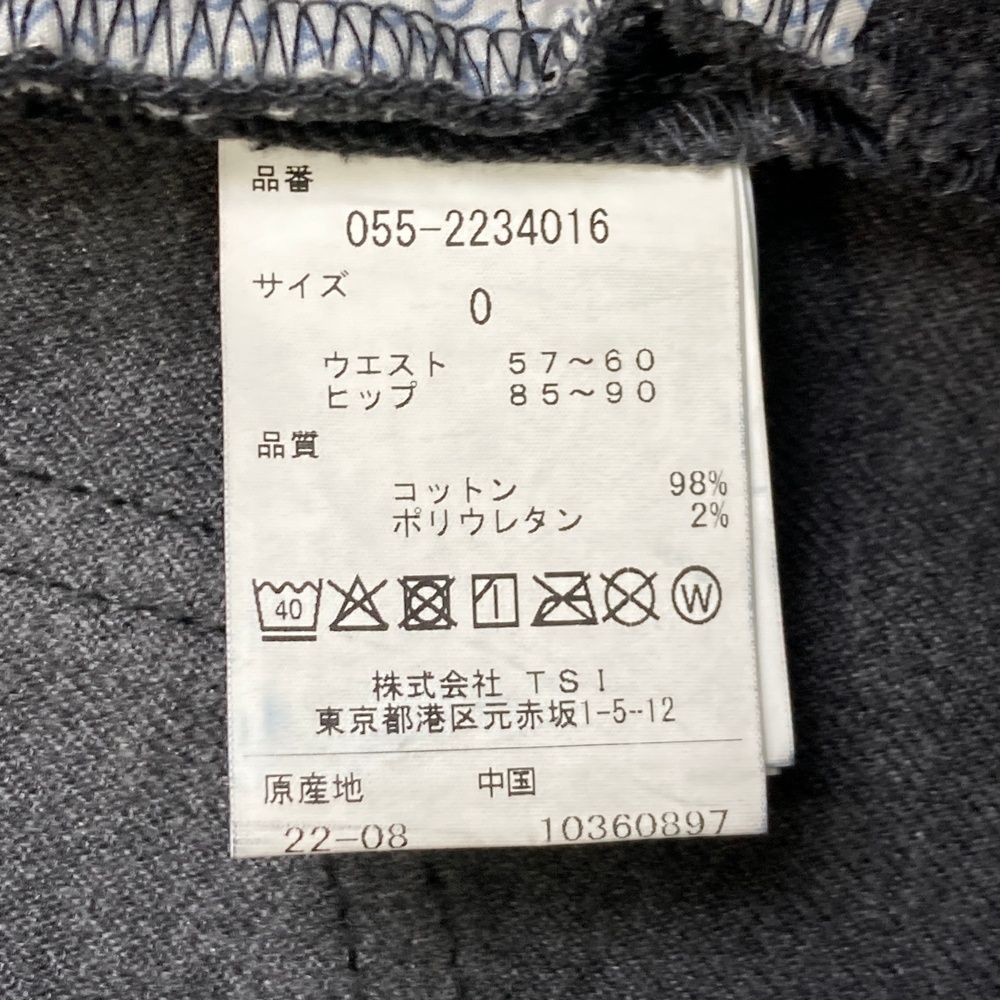 品番
055-2234016
サイズ
0
ウエスト 57〜60
ヒップ 85〜90
品質
コットン 98%
ポリウレタン 2%
40 W
株式会社 TSI
東京都港区元赤坂1-5-12
原産地 中国
22-08 10360897